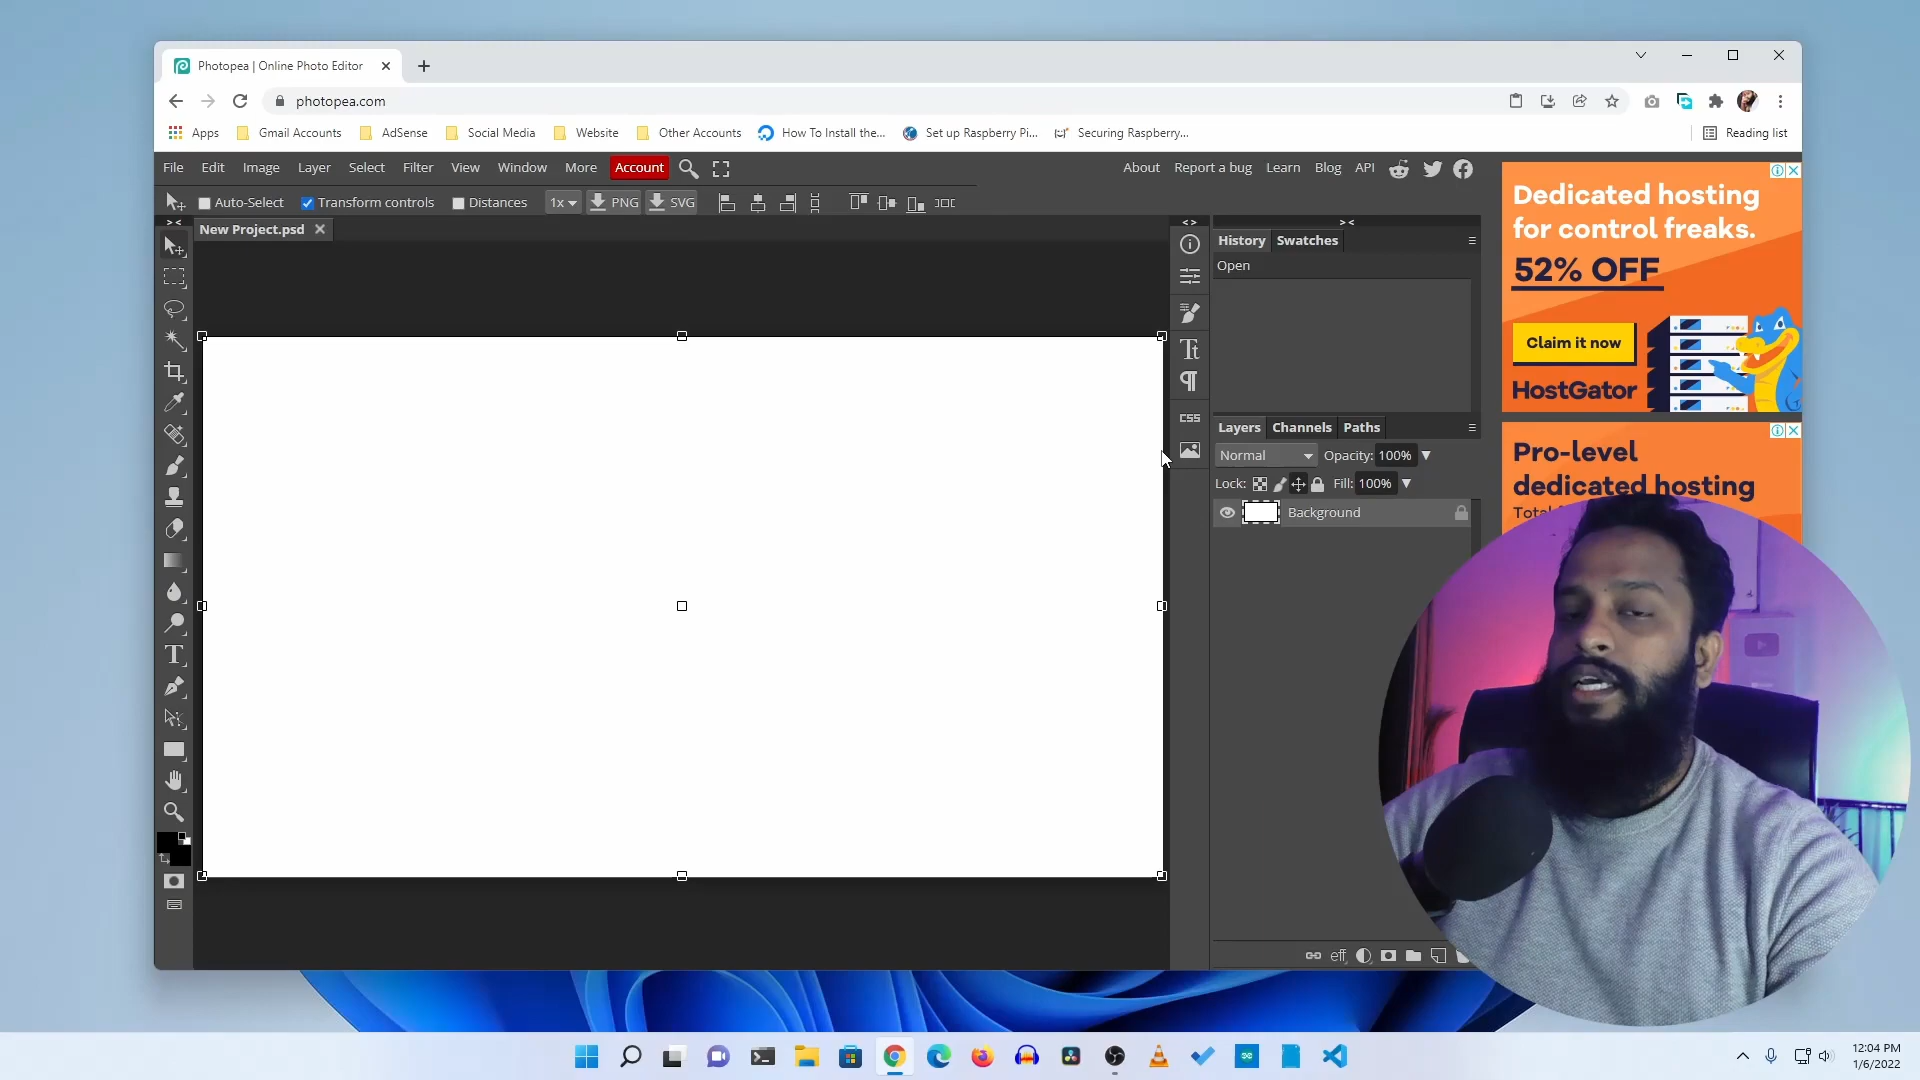 Photopea | Online Photo Editor
photopea.com
Apps Gmail Accounts AdSense Social Media Website Other Accounts How To Install the... Set up Raspberry Pi... Securing Raspberry... Reading list
File Edit Image Layer Select Filter View Window More Account About Report a bug Learn Blog API
Auto-Select Transform controls Distances 1x PNG SVG
New Project.psd
History Swatches
Open
CSS
Layers Channels Paths
Normal Opacity: 100%
Lock: Fill: 100%
Background
eff
Dedicated hosting
for control freaks.
52% OFF
Claim it now
HostGator
Pro-level
dedicated hosting
12:04 PM
1/6/2022